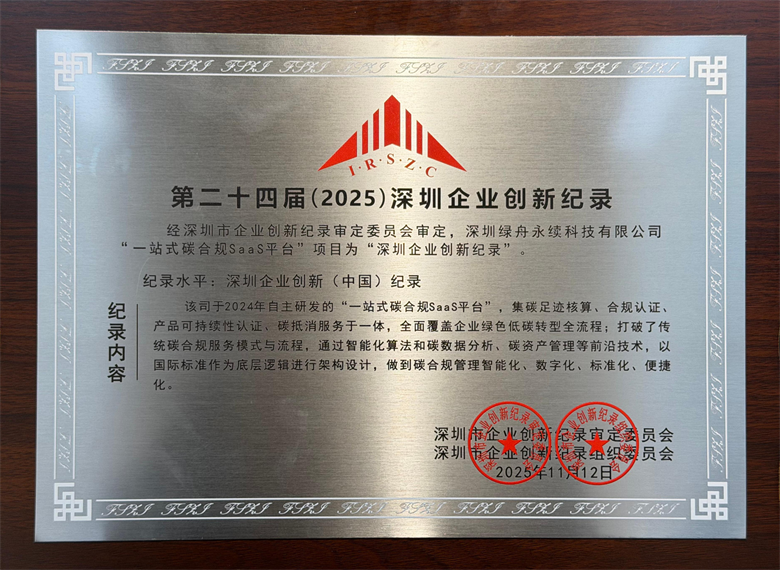 I·R·S·Z·C
第二十四届(2025)深圳企业创新纪录
经深圳市企业创新纪录审定委员会审定，深圳绿舟永续科技有限公司
“一站式碳合规SaaS平台”项目为“深圳企业创新纪录”。
纪录水平：深圳企业创新（中国）纪录
纪录内容
该司于2024年自主研发的“一站式碳合规SaaS平台”，集碳足迹核算、合规认证、
产品可持续性认证、碳抵消服务于一体，全面覆盖企业绿色低碳转型全流程；打破了传
统碳合规服务模式与流程，通过智能化算法和碳数据分析、碳资产管理等前沿技术，以
国际标准作为底层逻辑进行架构设计，做到碳合规管理智能化、数字化、标准化、便捷
化。
深圳市企业创新纪录审定委员会
深圳市企业创新纪录组织委员会
2025年11月12日